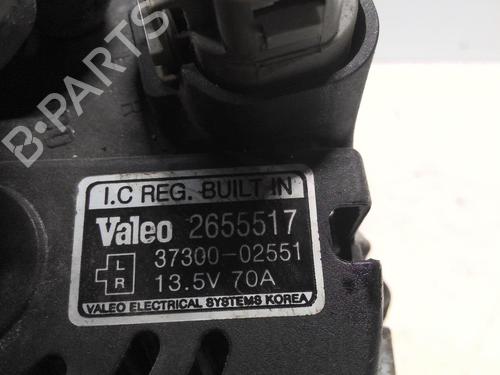 B-PARTS
I.C REG. BUILT IN
Valeo 2655517
L 37300-02551
R 13.5V 70A
VALEO ELECTRICAL SYSTEMS KOREA